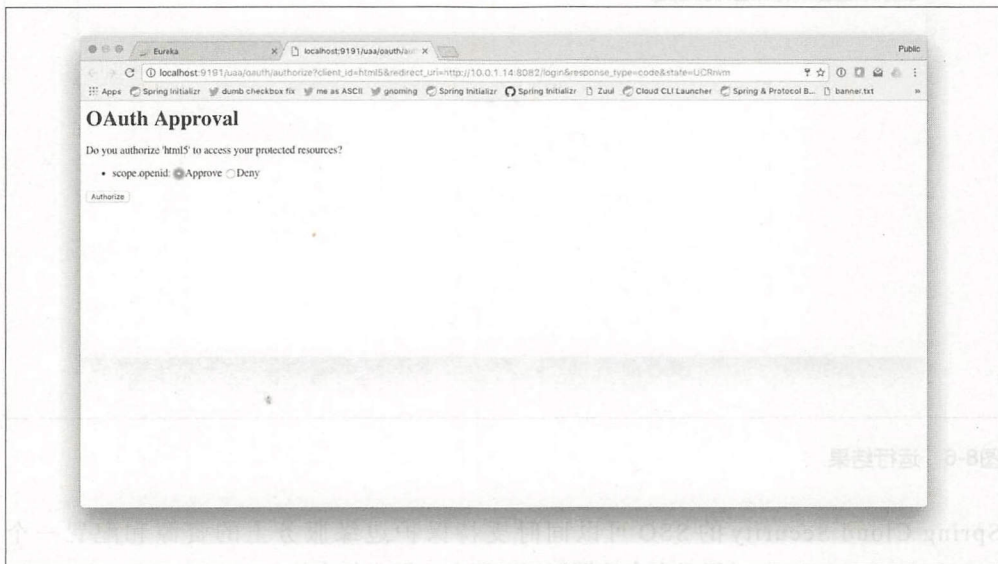 Eureka
localhost:9191/uaa/oauth/aut
Public
localhost:9191/uaa/oauth/authorize?client_id=html5&redirect_uri=http://10.0.1.14:8082/login&response_type=code&state=UCRnvm
Apps Spring Initializr dumb checkbox fix me as ASCII gnoming Spring Initializr Spring Initializr Zuul Cloud CLI Launcher Spring & Protocol B... banner.txt »
OAuth Approval
Do you authorize 'html5' to access your protected resources?
• scope.openid: Approve Deny
Authorize
图8-6 运行结果
Spring Cloud Security 的 SSO